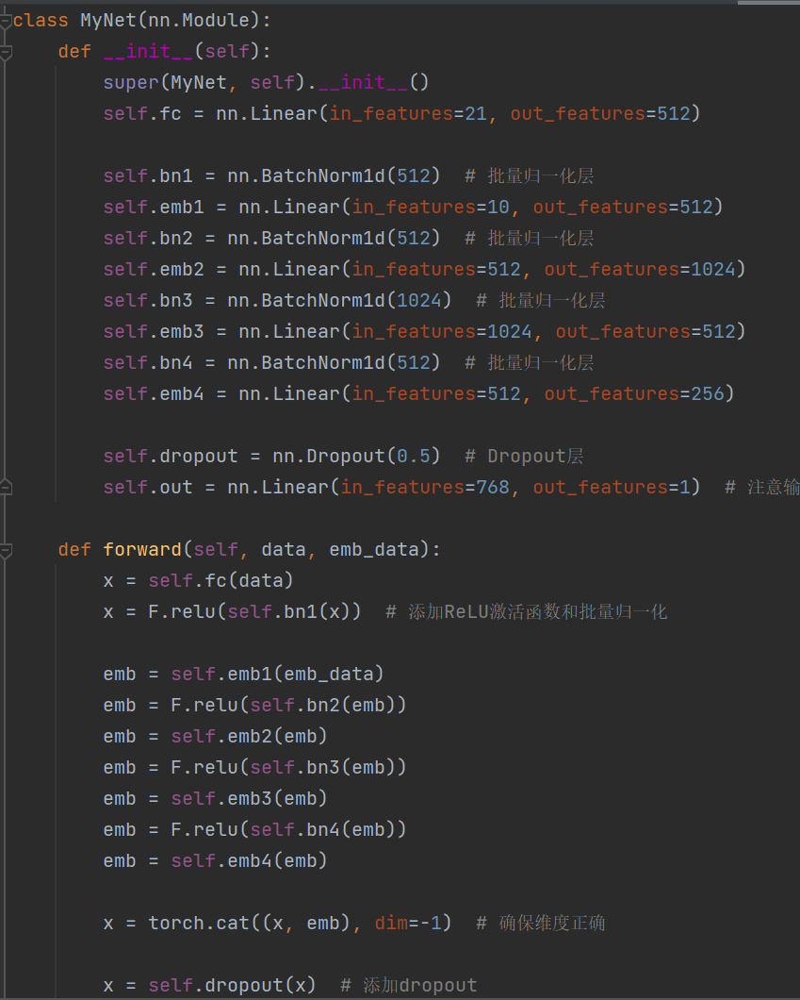 class MyNet(nn.Module):
    def __init__(self):
        super(MyNet, self).__init__()
        self.fc = nn.Linear(in_features=21, out_features=512)
        self.bn1 = nn.BatchNorm1d(512)  # 批量归一化层
        self.emb1 = nn.Linear(in_features=10, out_features=512)
        self.bn2 = nn.BatchNorm1d(512)  # 批量归一化层
        self.emb2 = nn.Linear(in_features=512, out_features=1024)
        self.bn3 = nn.BatchNorm1d(1024)  # 批量归一化层
        self.emb3 = nn.Linear(in_features=1024, out_features=512)
        self.bn4 = nn.BatchNorm1d(512)  # 批量归一化层
        self.emb4 = nn.Linear(in_features=512, out_features=256)
        self.dropout = nn.Dropout(0.5)  # Dropout层
        self.out = nn.Linear(in_features=768, out_features=1)  # 注意输
    def forward(self, data, emb_data):
        x = self.fc(data)
        x = F.relu(self.bn1(x))  # 添加ReLU激活函数和批量归一化
        emb = self.emb1(emb_data)
        emb = F.relu(self.bn2(emb))
        emb = self.emb2(emb)
        emb = F.relu(self.bn3(emb))
        emb = self.emb3(emb)
        emb = F.relu(self.bn4(emb))
        emb = self.emb4(emb)
        x = torch.cat((x, emb), dim=-1)  # 确保维度正确
        x = self.dropout(x)  # 添加dropout